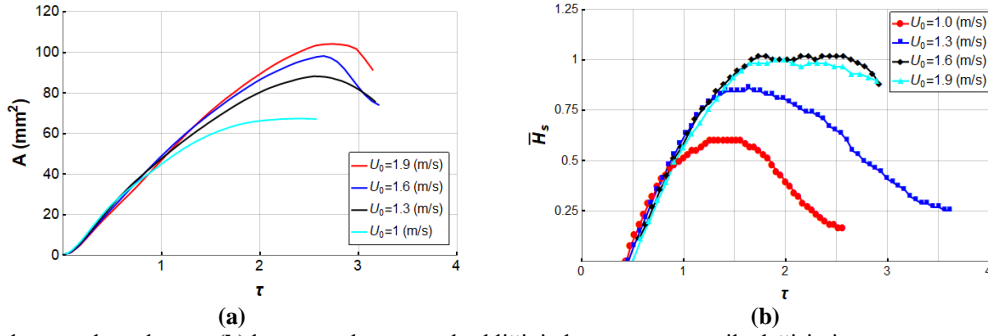 120
100
80
60
40
20
0
A (mm²)
1
2
3
4
τ
U₀=1.9 (m/s)
U₀=1.6 (m/s)
U₀=1.3 (m/s)
U₀=1 (m/s)
(a)
1.25
1
0.75
0.5
0.25
H̅ₛ
0
1
2
3
4
τ
U₀=1.0 (m/s)
U₀=1.3 (m/s)
U₀=1.6 (m/s)
U₀=1.9 (m/s)
(b)